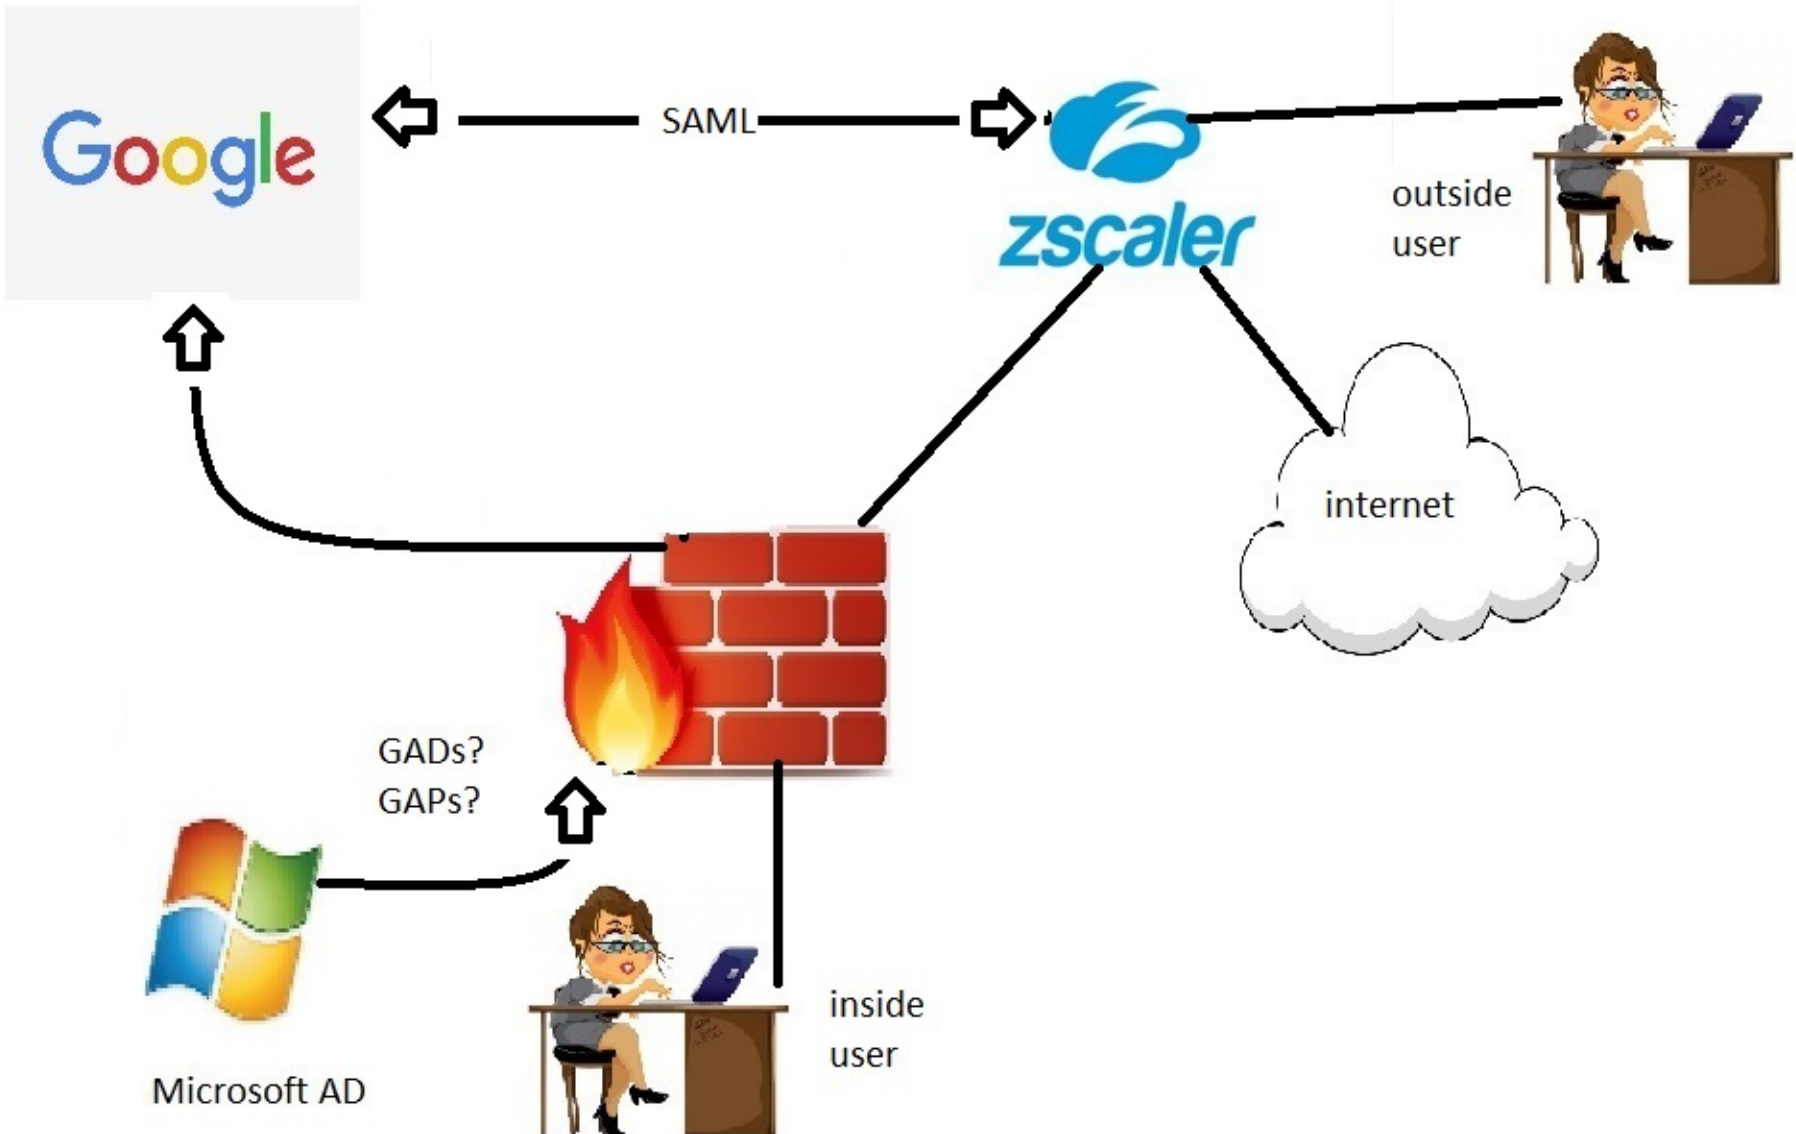 Google
SAML
zscaler
outside
user
internet
GADs?
GAPs?
inside
user
Microsoft AD